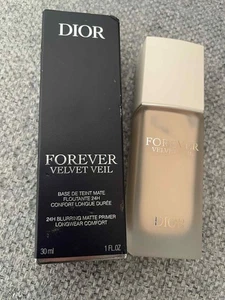 DIOR
FOREVER
VELVET VEIL
BASE DE TEINT MATE
FLOUTANTE 24H
CONFORT LONGUE DURÉE
24H BLURRING MATTE PRIMER
LONGWEAR COMFORT
30 ml
1 FL.OZ
FOREVER
VELVET VEIL
DIOR